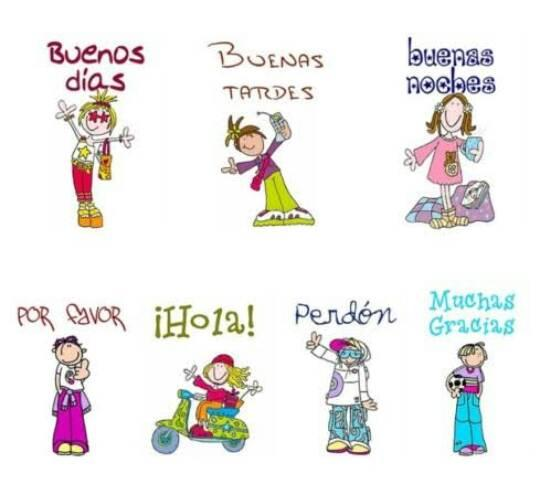 Buenos
días
BUENAS
TARDES
buenas
noches
POR FAVOR
¡Hola!
Perdón
Muchas
Gracias